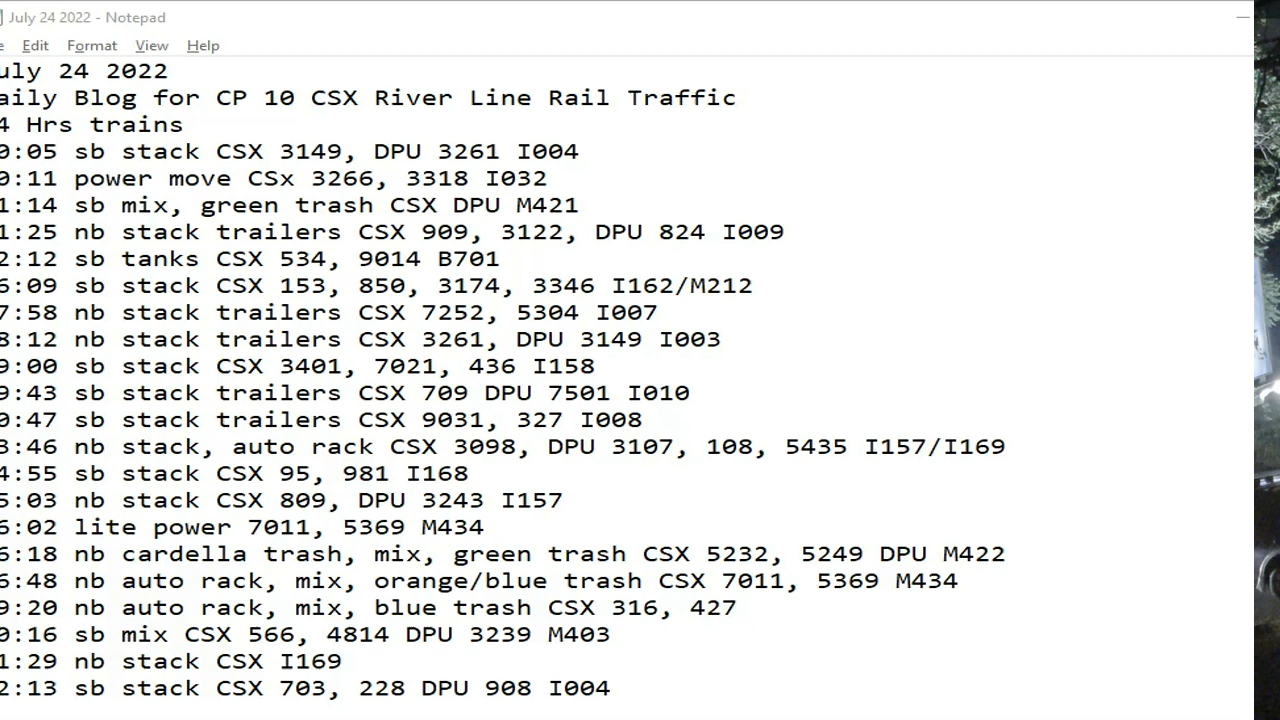 July 24 2022 - Notepad
e Edit Format View Help
uly 24 2022
aily Blog for CP 10 CSX River Line Rail Traffic
4 Hrs trains
0:05 sb stack CSX 3149, DPU 3261 I004
0:11 power move CSx 3266, 3318 I032
1:14 sb mix, green trash CSX DPU M421
1:25 nb stack trailers CSX 909, 3122, DPU 824 I009
2:12 sb tanks CSX 534, 9014 B701
6:09 sb stack CSX 153, 850, 3174, 3346 I162/M212
7:58 nb stack trailers CSX 7252, 5304 I007
8:12 nb stack trailers CSX 3261, DPU 3149 I003
9:00 sb stack CSX 3401, 7021, 436 I158
9:43 sb stack trailers CSX 709 DPU 7501 I010
0:47 sb stack trailers CSX 9031, 327 I008
3:46 nb stack, auto rack CSX 3098, DPU 3107, 108, 5435 I157/I169
4:55 sb stack CSX 95, 981 I168
5:03 nb stack CSX 809, DPU 3243 I157
6:02 lite power 7011, 5369 M434
6:18 nb cardella trash, mix, green trash CSX 5232, 5249 DPU M422
6:48 nb auto rack, mix, orange/blue trash CSX 7011, 5369 M434
9:20 nb auto rack, mix, blue trash CSX 316, 427
0:16 sb mix CSX 566, 4814 DPU 3239 M403
1:29 nb stack CSX I169
2:13 sb stack CSX 703, 228 DPU 908 I004